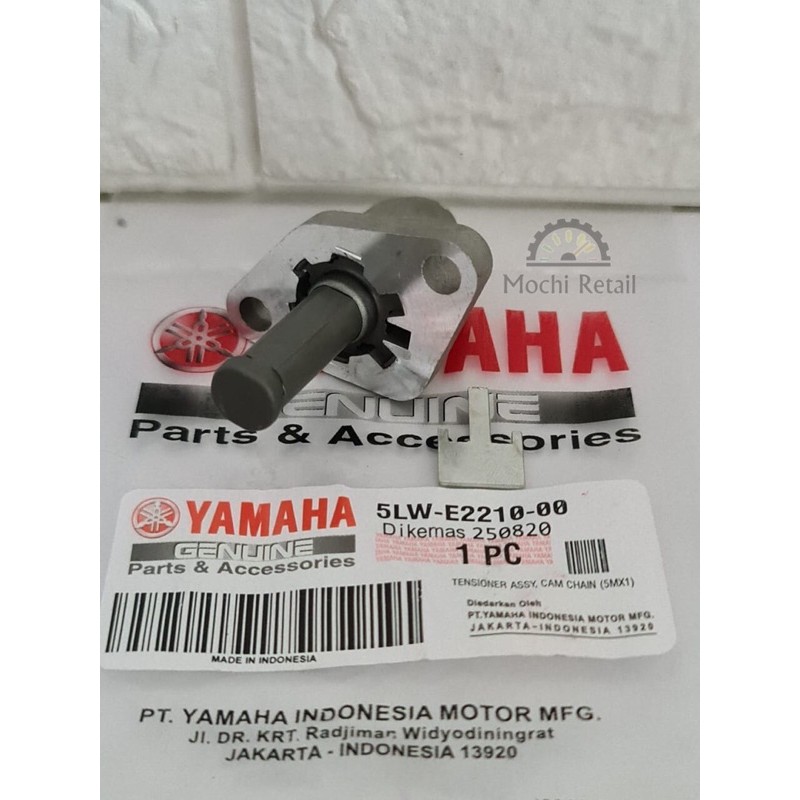 Mochi Retail
AHA
GENUINE
Parts & Accessories
YAMAHA
GENUINE
Parts & Accessories
5LW-E2210-00
Dikemas 250820
1 PC
TENSIONER ASSY, CAM CHAIN (5MX1)
Diedarkan Oleh
PT.YAMAHA INDONESIA MOTOR MFG.
JAKARTA-INDONESIA 13920
MADE IN INDONESIA
PT. YAMAHA INDONESIA MOTOR MFG.
Jl. DR. KRT. Radjiman Widyodiningrat
JAKARTA - INDONESIA 13920